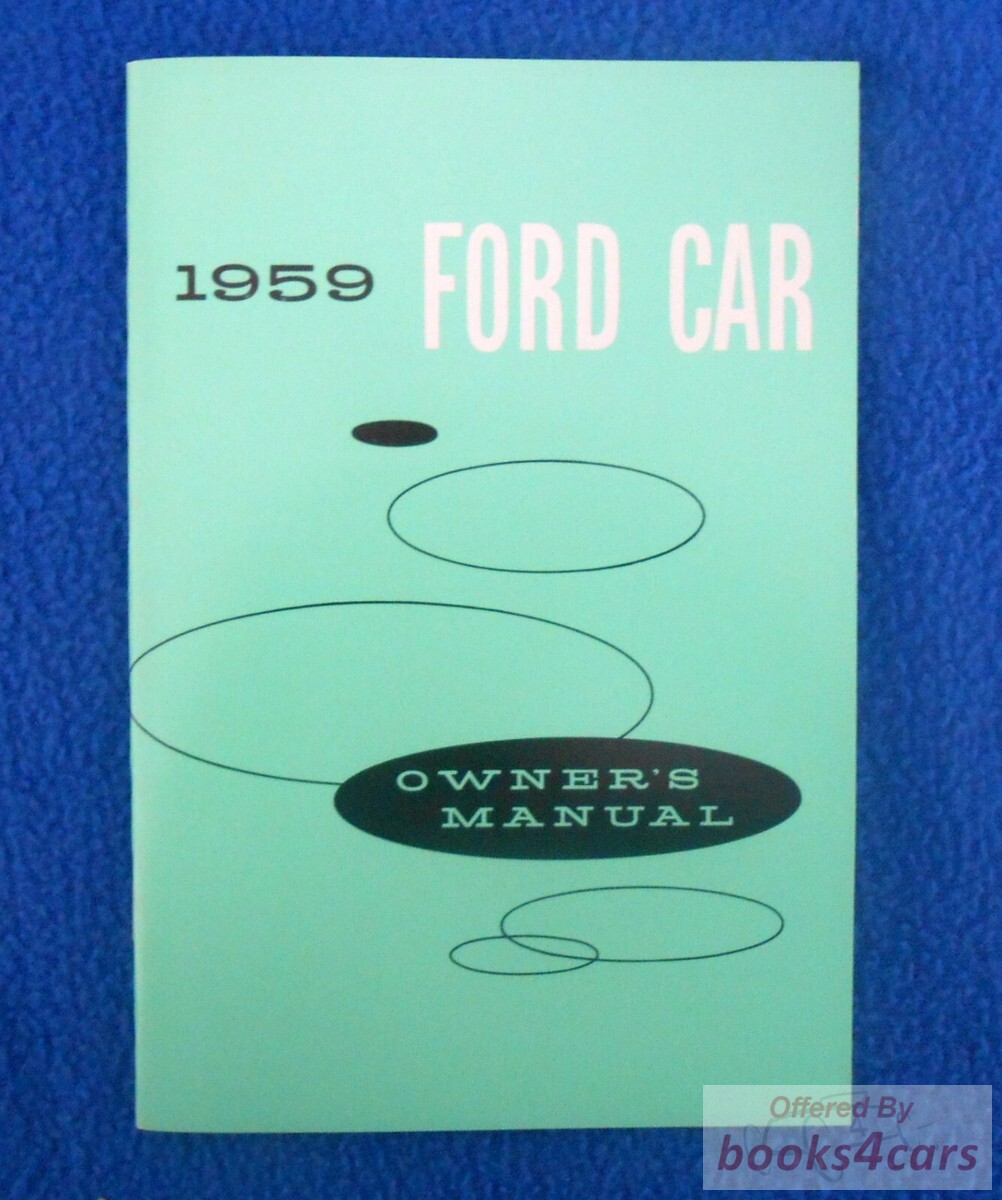 1959 FORD CAR
OWNER'S
MANUAL
Offered By
books4cars